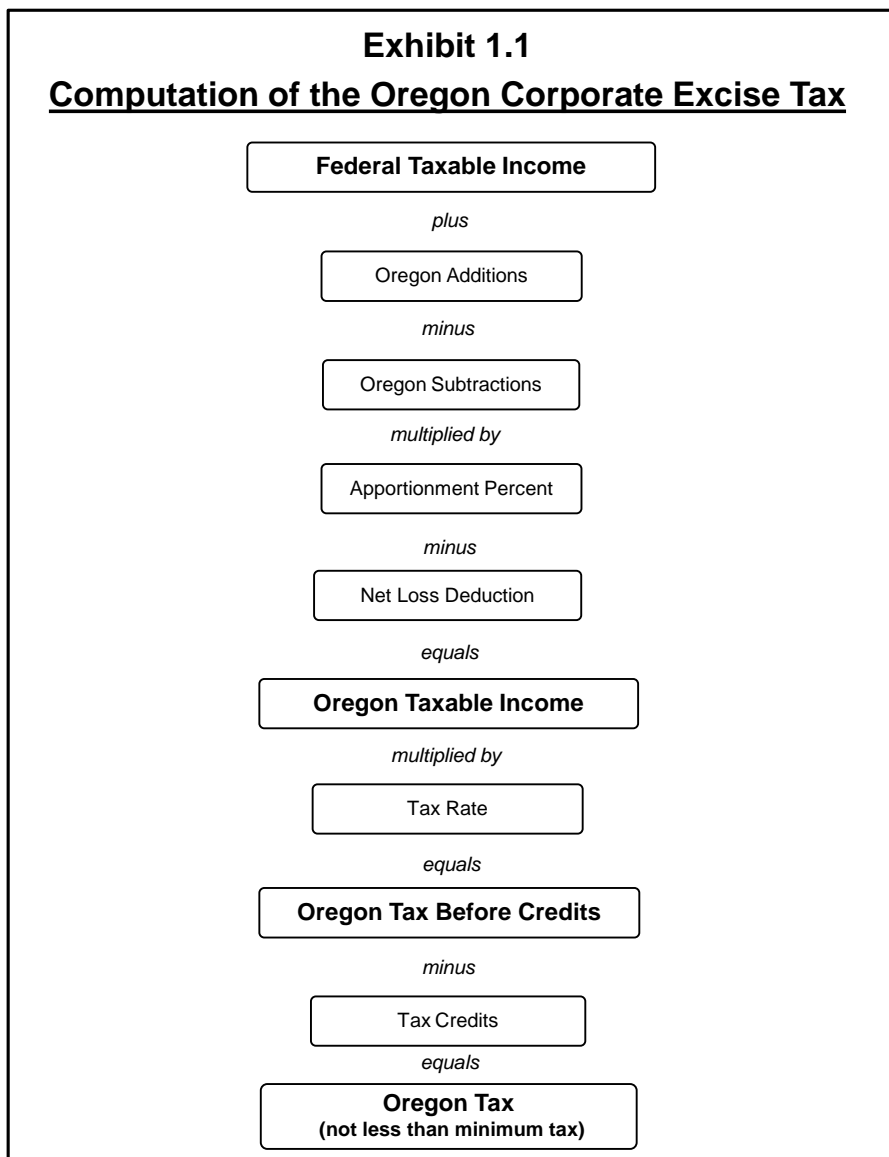 Exhibit 1.1
Computation of the Oregon Corporate Excise Tax
Federal Taxable Income
plus
Oregon Additions
minus
Oregon Subtractions
multiplied by
Apportionment Percent
minus
Net Loss Deduction
equals
Oregon Taxable Income
multiplied by
Tax Rate
equals
Oregon Tax Before Credits
minus
Tax Credits
equals
Oregon Tax
(not less than minimum tax)